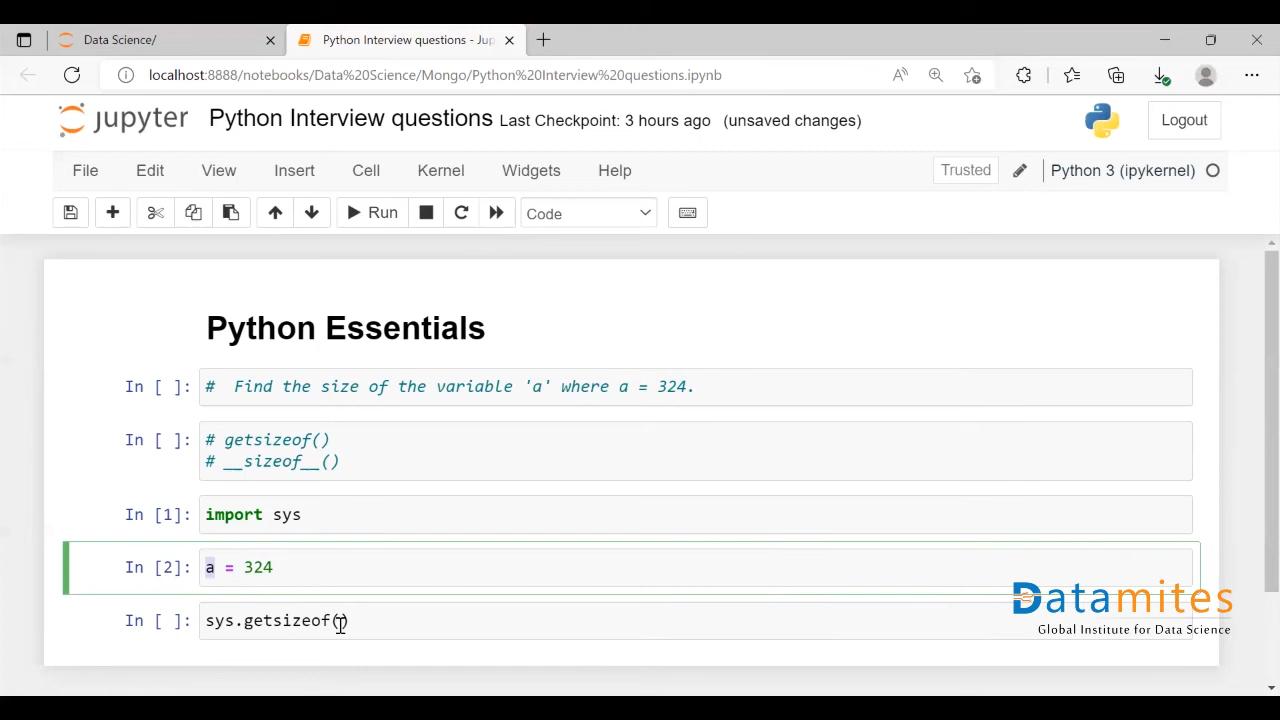 Data Science/
Python Interview questions - Jup
localhost:8888/notebooks/Data%20Science/Mongo/Python%20Interview%20questions.ipynb
jupyter Python Interview questions Last Checkpoint: 3 hours ago (unsaved changes)
Logout
File Edit View Insert Cell Kernel Widgets Help
Trusted
Python 3 (ipykernel)
Run
Code
Python Essentials
In [ ]: # Find the size of the variable 'a' where a = 324.
In [ ]: # getsizeof()
# __sizeof__()
In [1]: import sys
In [2]: a = 324
In [ ]: sys.getsizeof()
Datamites
Global Institute for Data Science